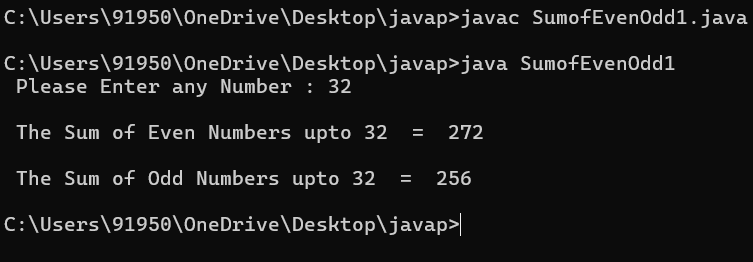 C:\Users\91950\OneDrive\Desktop\javap>javac SumofEvenOdd1.java
C:\Users\91950\OneDrive\Desktop\javap>java SumofEvenOdd1
Please Enter any Number : 32
The Sum of Even Numbers upto 32  =  272
The Sum of Odd Numbers upto 32  =  256
C:\Users\91950\OneDrive\Desktop\javap>